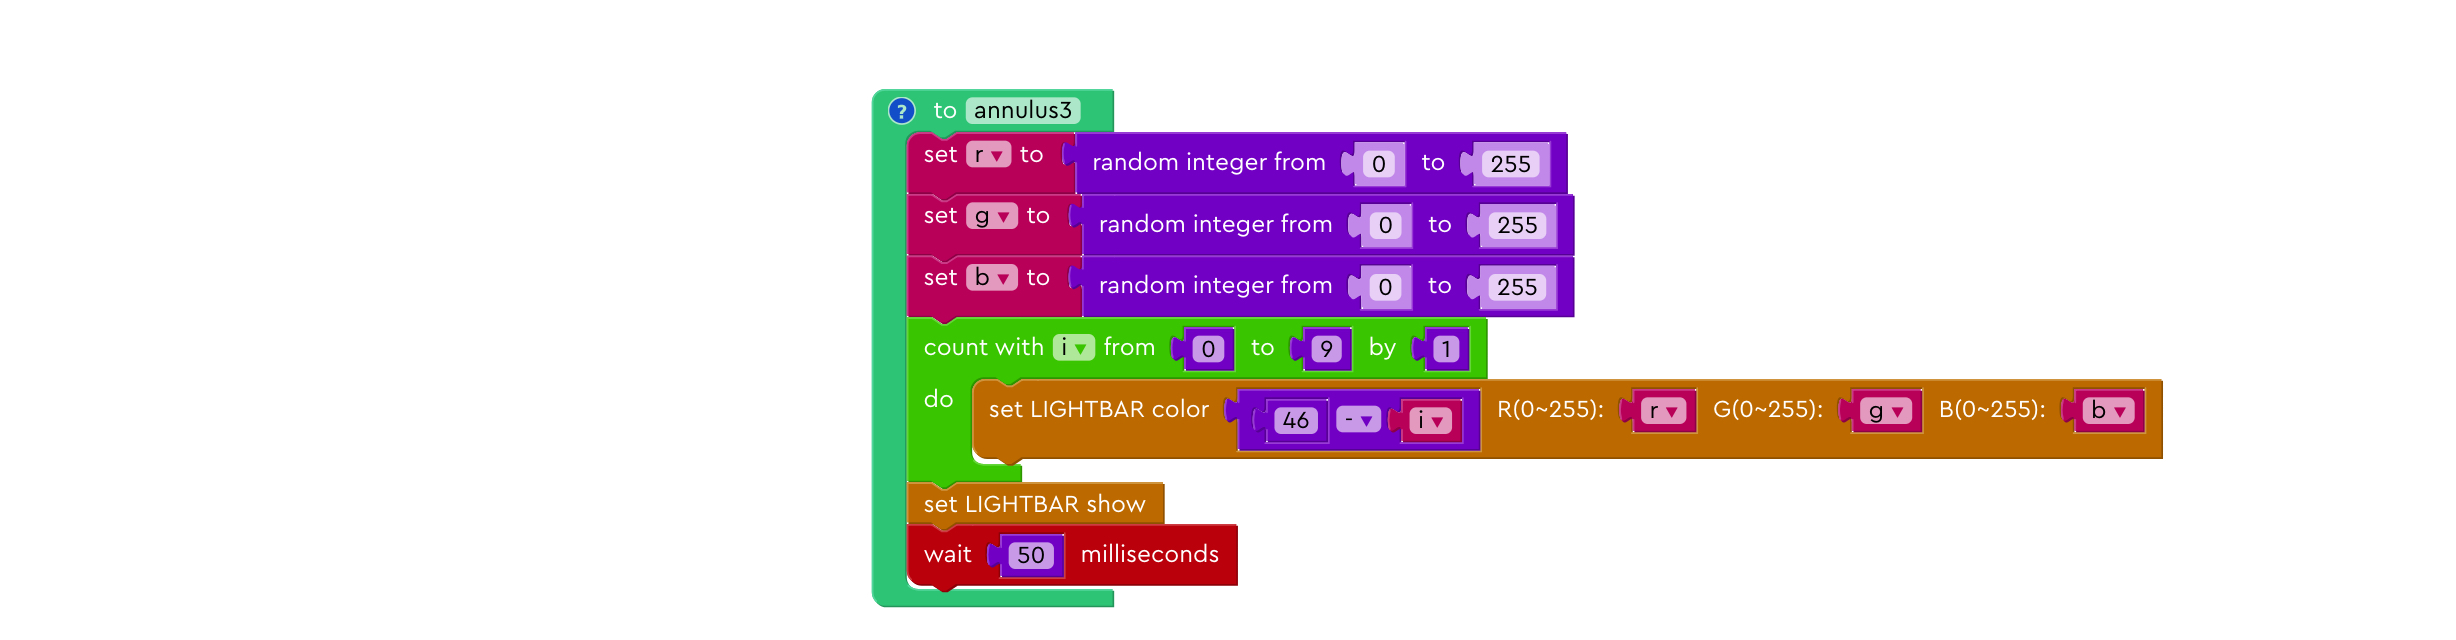 ? to annulus3
set r ▼ to random integer from 0 to 255
set g ▼ to random integer from 0 to 255
set b ▼ to random integer from 0 to 255
count with i ▼ from 0 to 9 by 1
do set LIGHTBAR color 46 - ▼ i ▼ R(0~255): r ▼ G(0~255): g ▼ B(0~255): b ▼
set LIGHTBAR show
wait 50 milliseconds